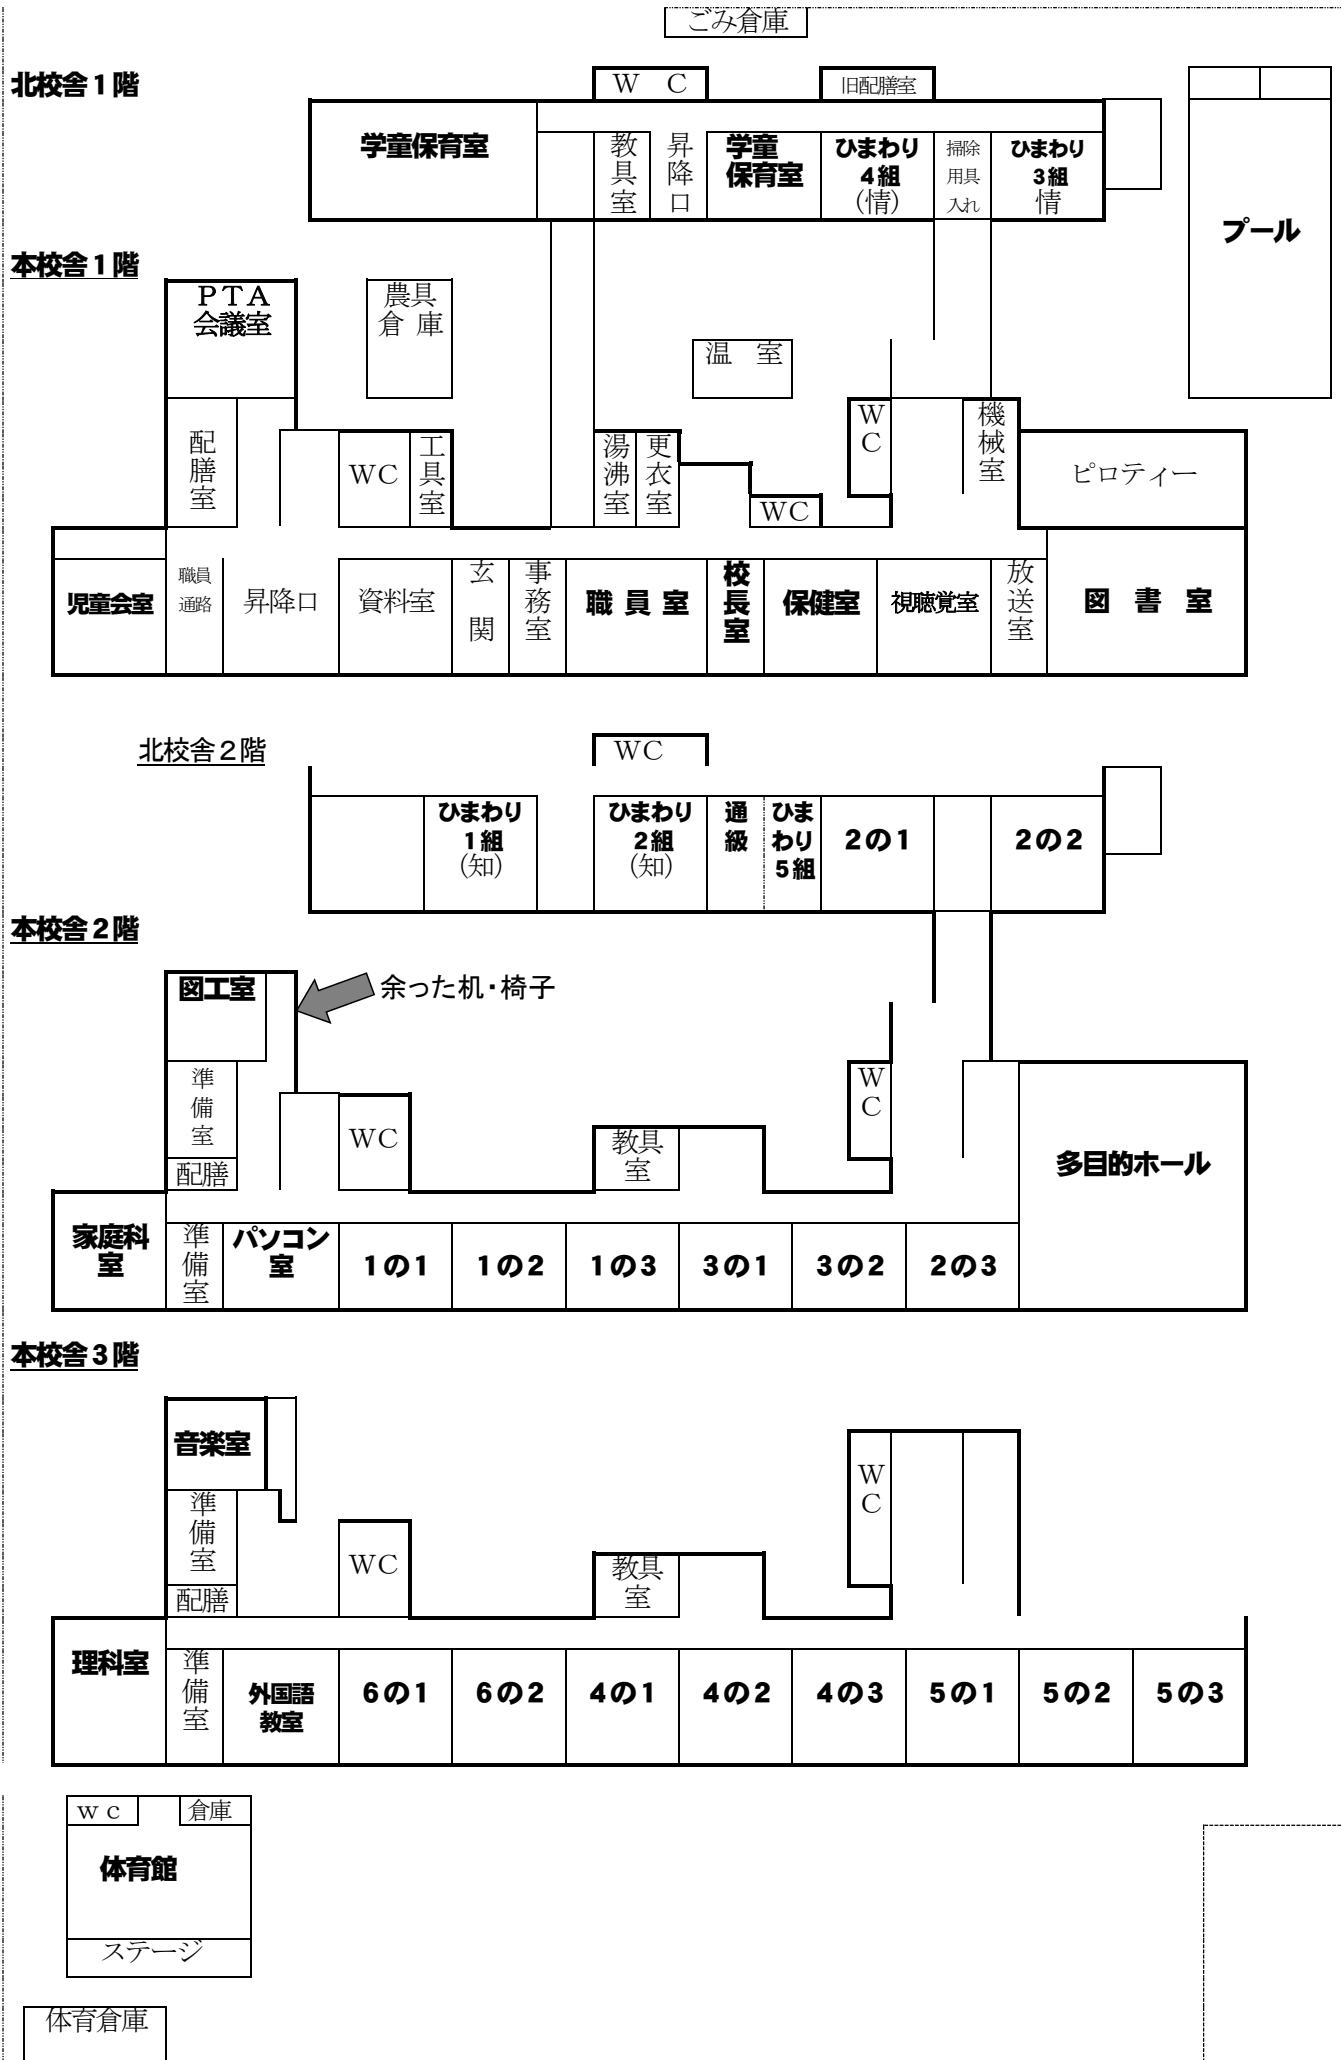 ごみ倉庫
北校舎１階
Ｗ　Ｃ
旧配膳室
学童保育室
教具室
昇降口
学童
保育室
ひまわり
４組
(情)
掃除
用具
入れ
ひまわり
３組
情
プール
本校舎１階
ＰＴＡ
会議室
農具
倉 庫
温　室
配膳室
WC
工具室
湯沸室
更衣室
WC
WC
機械室
ピロティー
児童会室
職員
通路
昇降口
資料室
玄関
事務室
職 員 室
校長室
保健室
視聴覚室
放送室
図 書 室
北校舎２階
WC
ひまわり
１組
(知)
ひまわり
２組
(知)
通級
ひま
わり
５組
２の１
２の２
本校舎２階
図工室
余った机・椅子
準備室
配膳
WC
教具
室
WC
多目的ホール
家庭科
室
準備室
パソコン
室
１の１
１の２
１の３
３の１
３の２
２の３
本校舎３階
音楽室
準備室
配膳
WC
教具
室
WC
理科室
準備室
外国語
教室
６の１
６の２
４の１
４の２
４の３
５の１
５の２
５の３
ｗｃ
倉庫
体育館
ステージ
体育倉庫